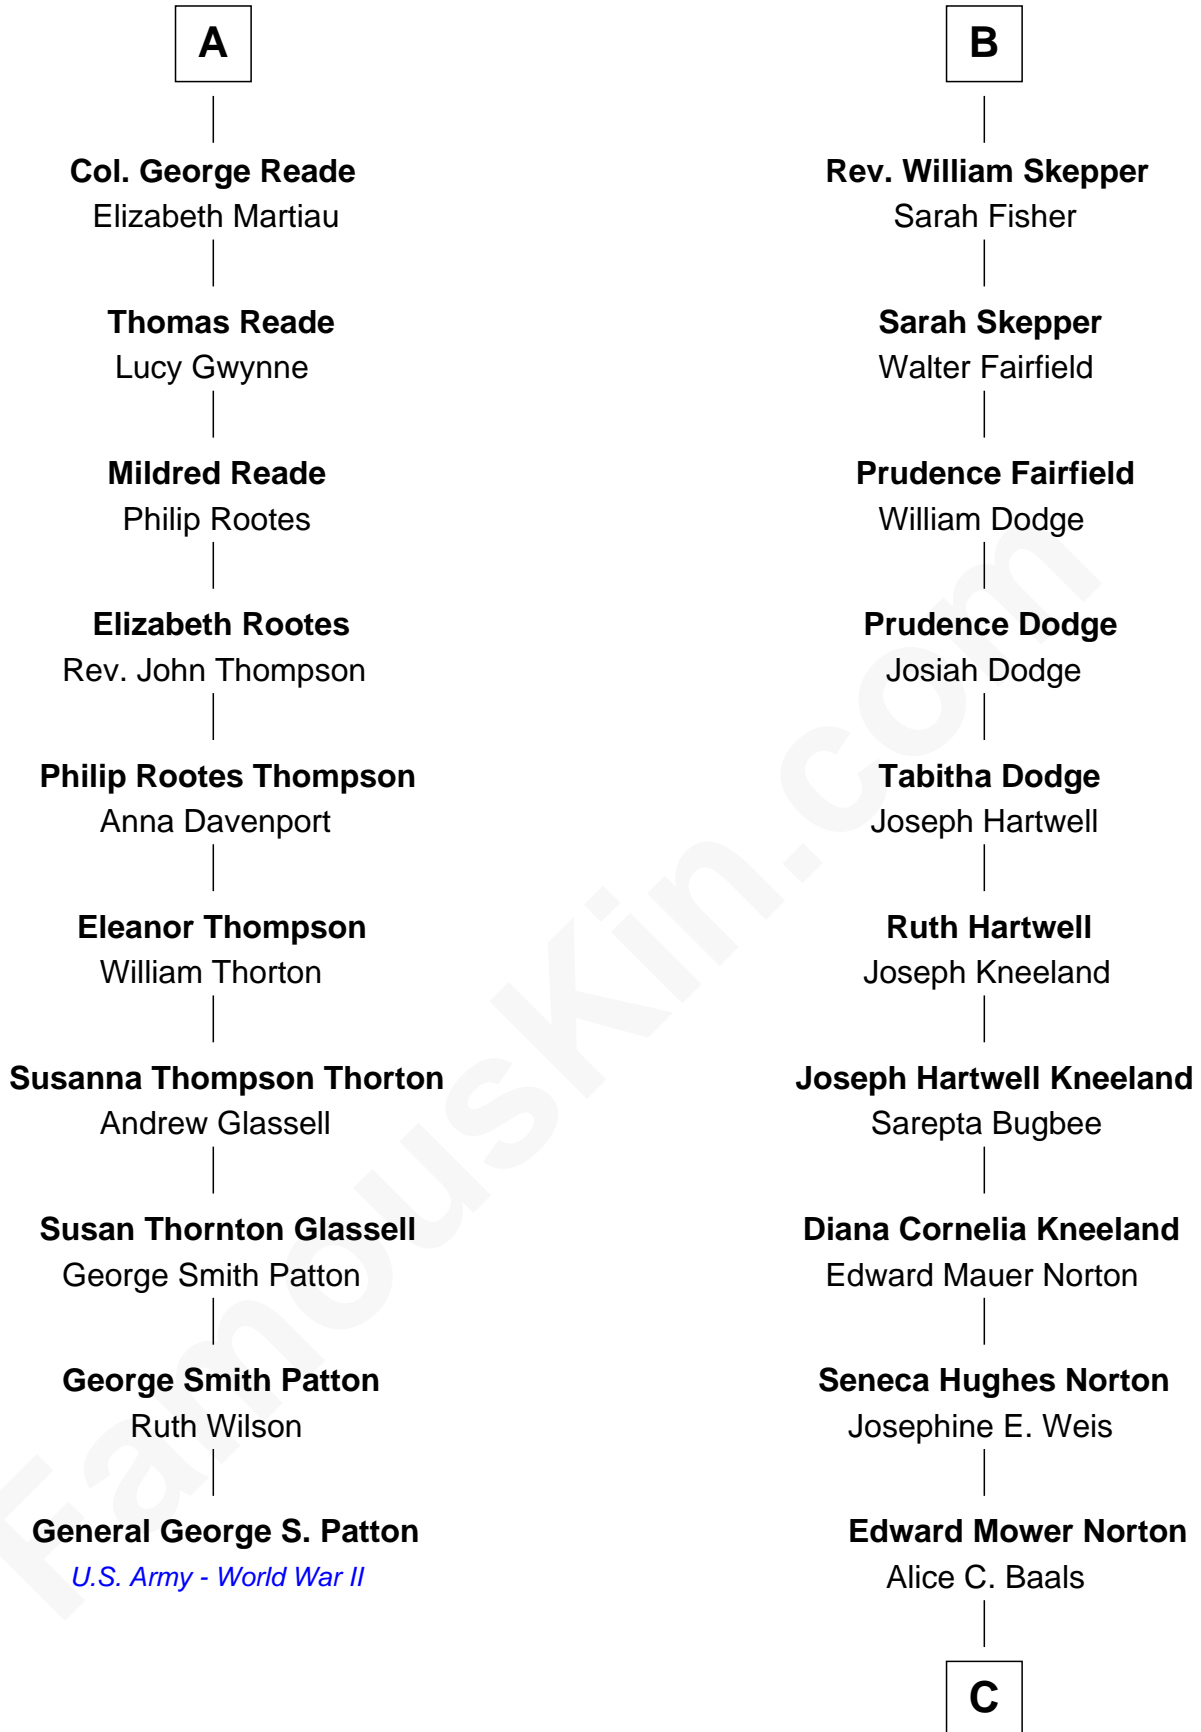 A
Col. George Reade
Elizabeth Martiau
Thomas Reade
Lucy Gwynne
Mildred Reade
Philip Rootes
Elizabeth Rootes
Rev. John Thompson
Philip Rootes Thompson
Anna Davenport
Eleanor Thompson
William Thorton
Susanna Thompson Thorton
Andrew Glassell
Susan Thornton Glassell
George Smith Patton
George Smith Patton
Ruth Wilson
General George S. Patton
U.S. Army - World War II
B
Rev. William Skepper
Sarah Fisher
Sarah Skepper
Walter Fairfield
Prudence Fairfield
William Dodge
Prudence Dodge
Josiah Dodge
Tabitha Dodge
Joseph Hartwell
Ruth Hartwell
Joseph Kneeland
Joseph Hartwell Kneeland
Sarepta Bugbee
Diana Cornelia Kneeland
Edward Mauer Norton
Seneca Hughes Norton
Josephine E. Weis
Edward Mower Norton
Alice C. Baals
C
FamousKin.com